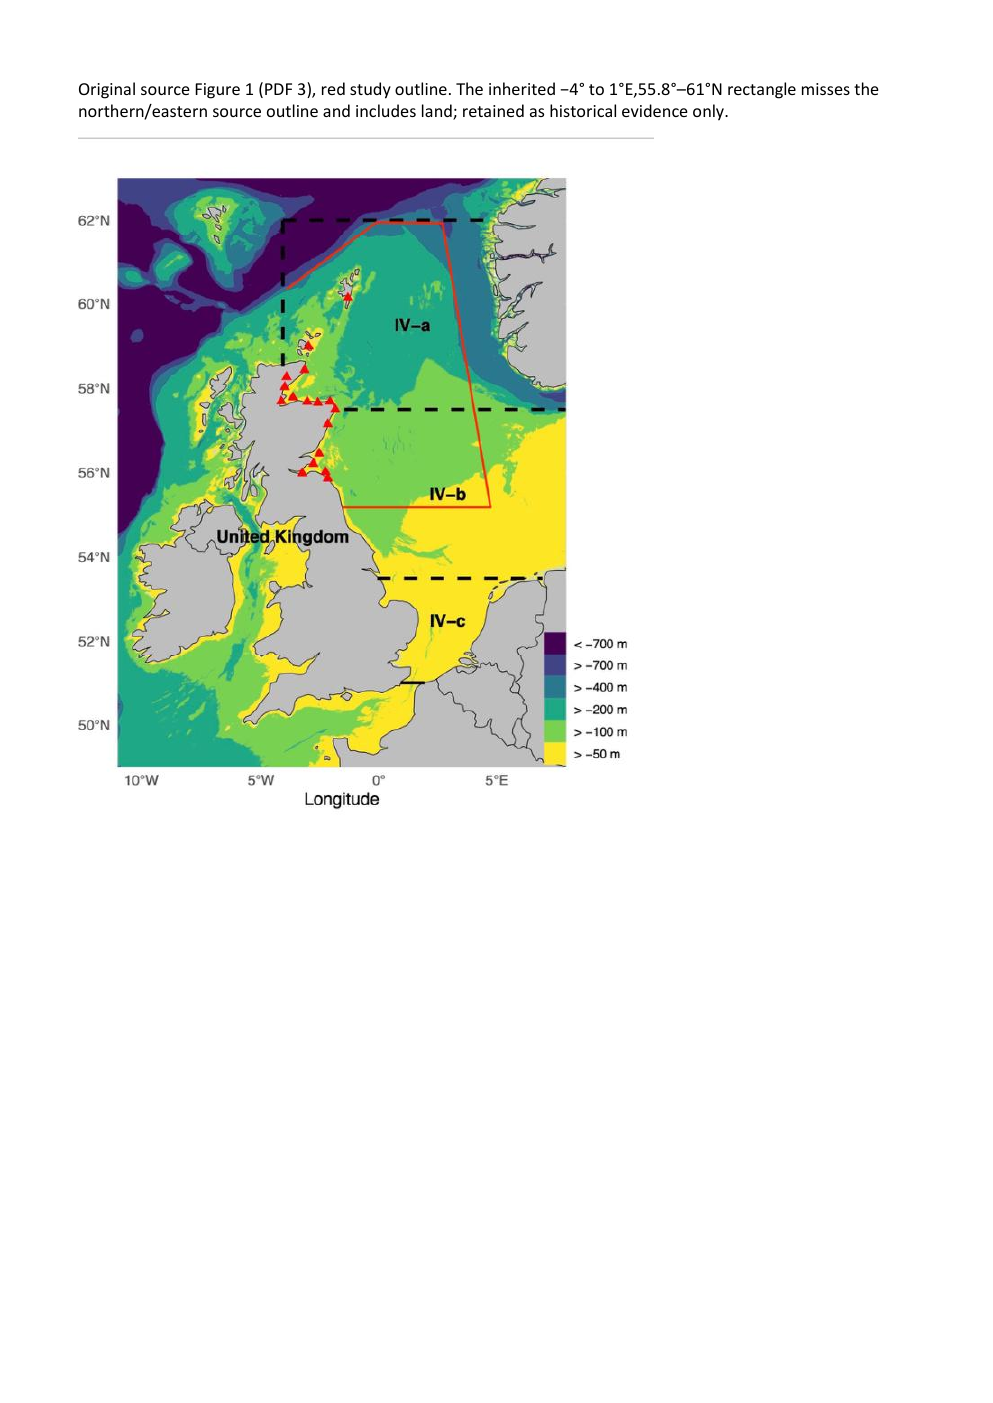 Original source Figure 1 (PDF 3), red study outline. The inherited −4° to 1°E,55.8°–61°N rectangle misses the
northern/eastern source outline and includes land; retained as historical evidence only.
62°N
60°N
IV−a
58°N
56°N
IV−b
United Kingdom
54°N
IV−c
52°N
< −700 m
> −700 m
> −400 m
> −200 m
50°N
> −100 m
> −50 m
10°W 5°W 0° 5°E
Longitude